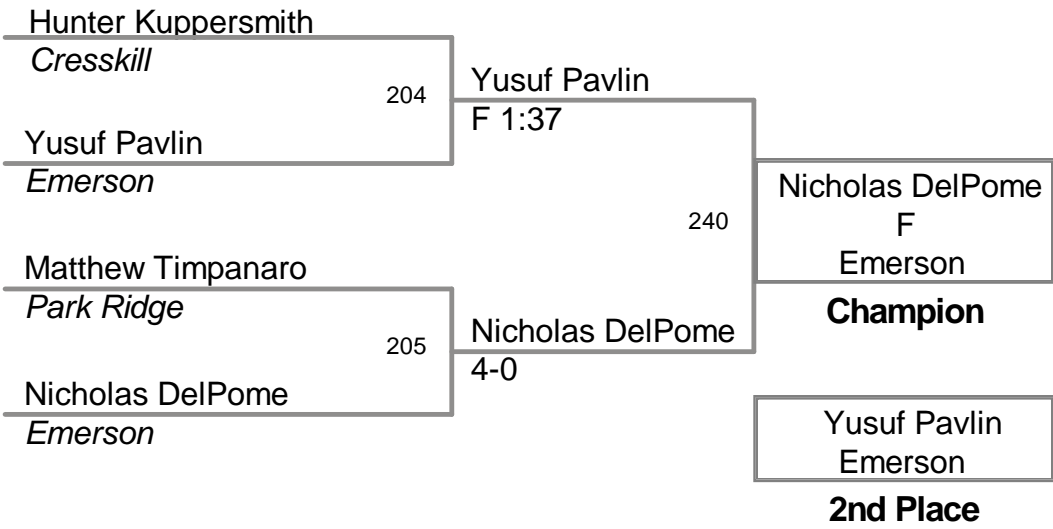 Hunter Kuppersmith
Cresskill
204
Yusuf Pavlin
Emerson
Yusuf Pavlin
F 1:37
Matthew Timpanaro
Park Ridge
205
Nicholas DelPome
Emerson
Nicholas DelPome
4-0
240
Nicholas DelPome
F
Emerson
Champion
Yusuf Pavlin
Emerson
2nd Place